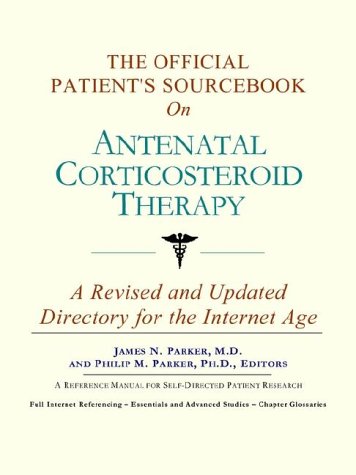 THE OFFICIAL
PATIENT'S SOURCEBOOK
On
ANTENATAL
CORTICOSTEROID
THERAPY
A Revised and Updated
Directory for the Internet Age
JAMES N. PARKER, M.D.
AND PHILIP M. PARKER, PH.D., EDITORS
A REFERENCE MANUAL FOR SELF-DIRECTED PATIENT RESEARCH
Full Internet Referencing – Essentials and Advanced Studies – Chapter Glossaries